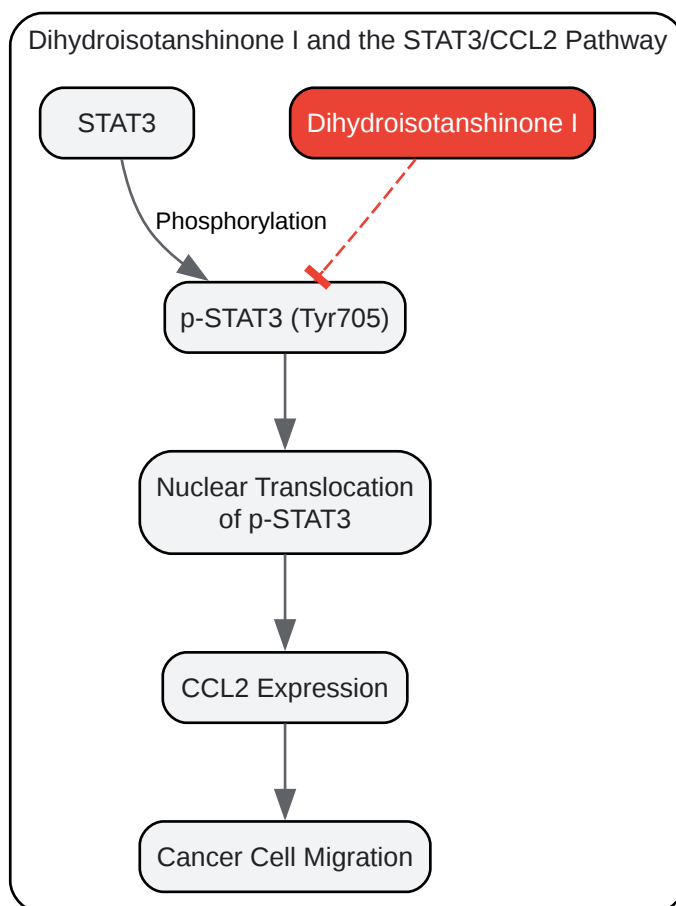 Dihydroisotanshinone I and the STAT3/CCL2 Pathway
STAT3
Dihydroisotanshinone I
Phosphorylation
p-STAT3 (Tyr705)
Nuclear Translocation
of p-STAT3
CCL2 Expression
Cancer Cell Migration